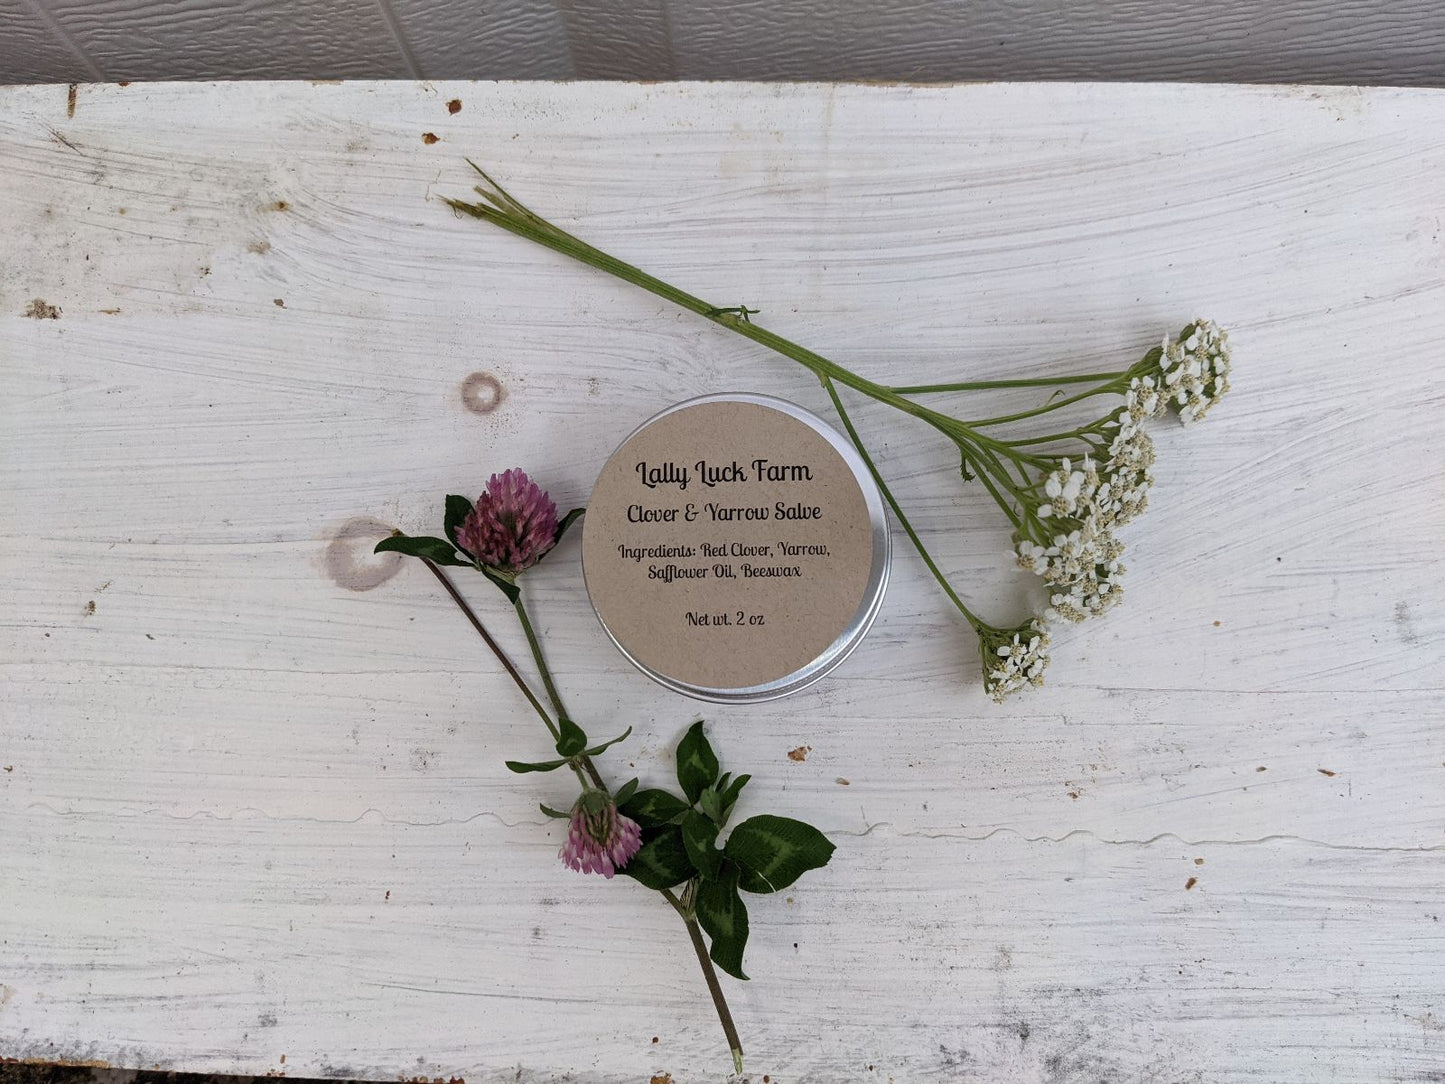 Lally Luck Farm
Clover & Yarrow Salve
Ingredients: Red Clover, Yarrow,
Safflower Oil, Beeswax
Net wt. 2 oz